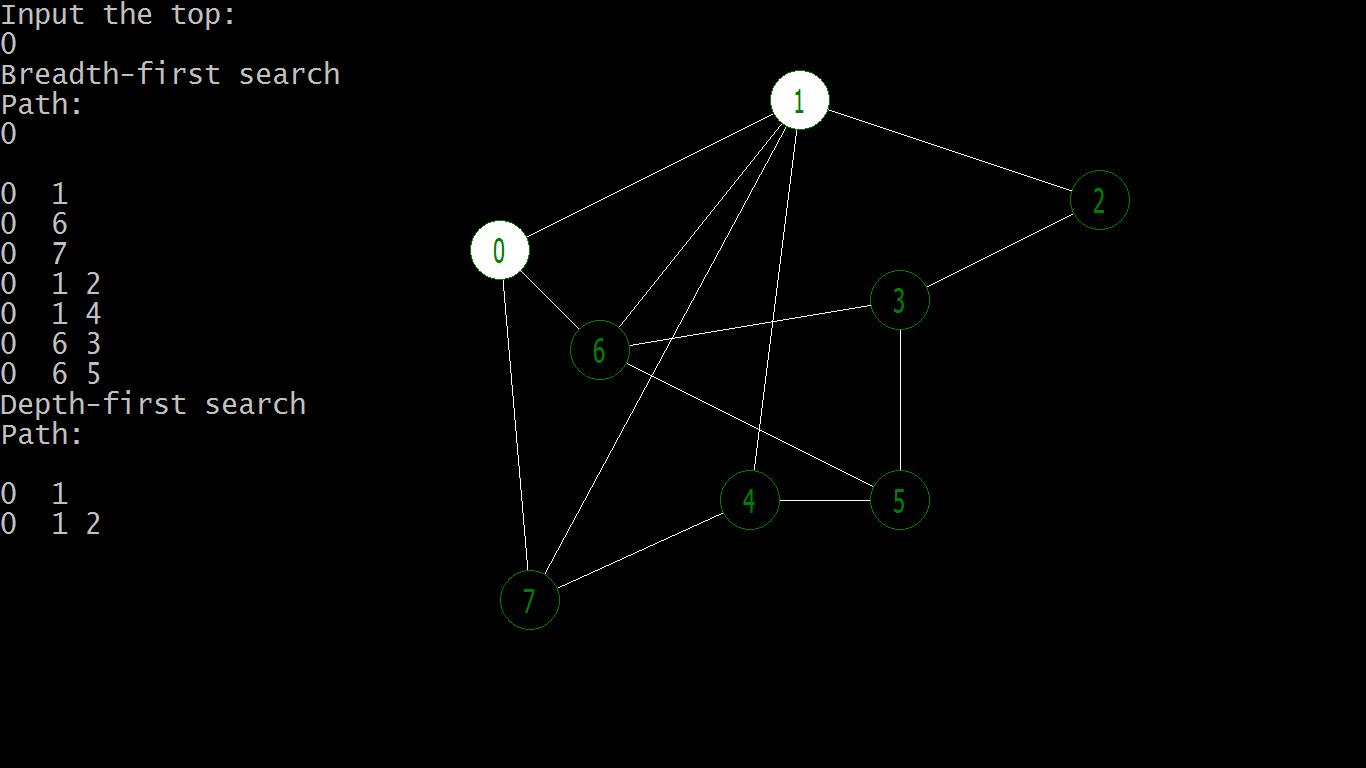 Input the top:
0
Breadth-first search
Path:
0
0 1
0 6
0 7
0 1 2
0 1 4
0 6 3
0 6 5
Depth-first search
Path:
0 1
0 1 2
1
2
0
3
6
4
5
7